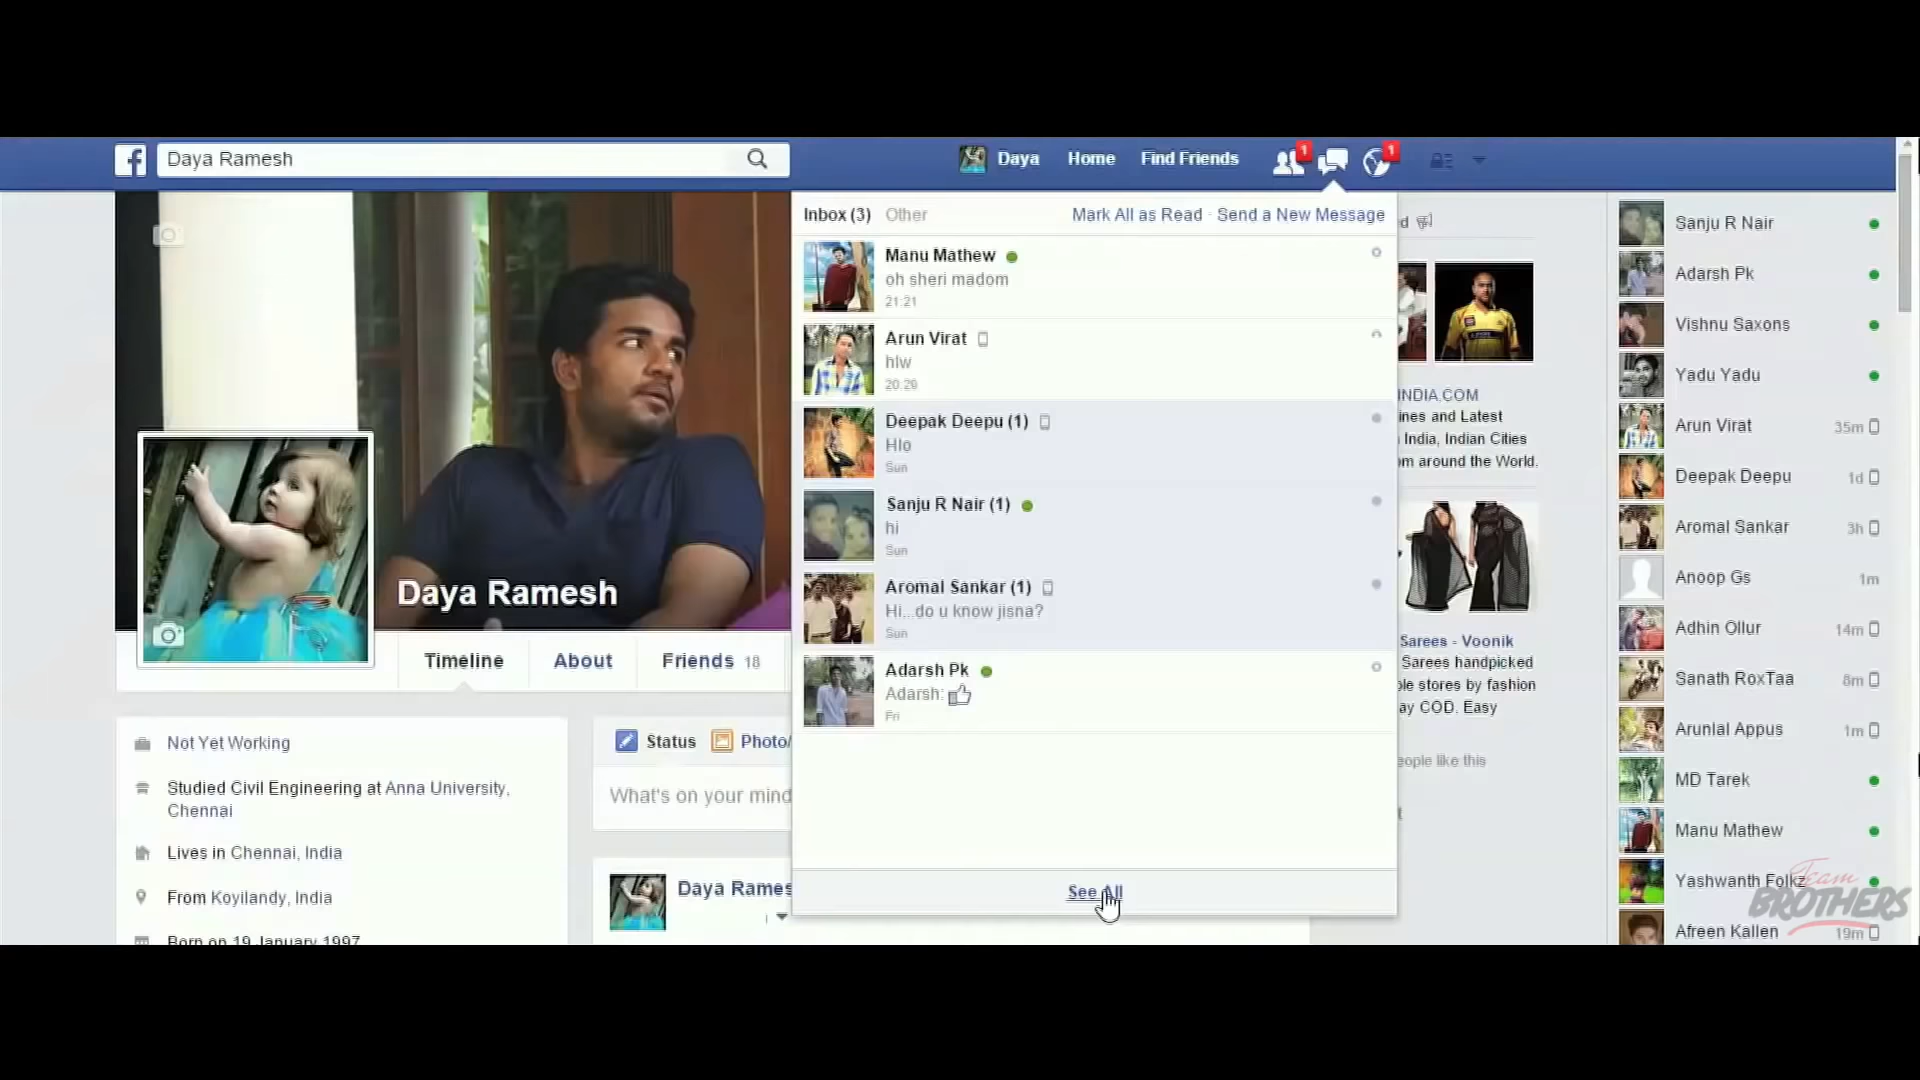 Daya Ramesh
Daya Home Find Friends 1 1
Inbox (3) Other Mark All as Read · Send a New Message
Manu Mathew
oh sheri madom
21:21
Arun Virat
hlw
20:29
Deepak Deepu (1)
Hlo
Sun
Sanju R Nair (1)
hi
Sun
Aromal Sankar (1)
Hi...do u know jisna?
Sun
Adarsh Pk
Adarsh:
Fri
See All
Daya Ramesh
Timeline About Friends 18
Not Yet Working
Studied Civil Engineering at Anna University,
Chennai
Lives in Chennai, India
From Koyilandy, India
Born on 19 January 1997
Status Photo/
What's on your mind
Daya Rames
NDIA.COM
ines and Latest
India, Indian Cities
om around the World.
Sarees - Voonik
Sarees handpicked
ple stores by fashion
ay COD. Easy
eople like this
Sanju R Nair
Adarsh Pk
Vishnu Saxons
Yadu Yadu
Arun Virat 35m
Deepak Deepu 1d
Aromal Sankar 3h
Anoop Gs 1m
Adhin Ollur 14m
Sanath RoxTaa 8m
Arunlal Appus 1m
MD Tarek
Manu Mathew
Yashwanth Folkz
Afreen Kallen 19m
Team
BROTHERS